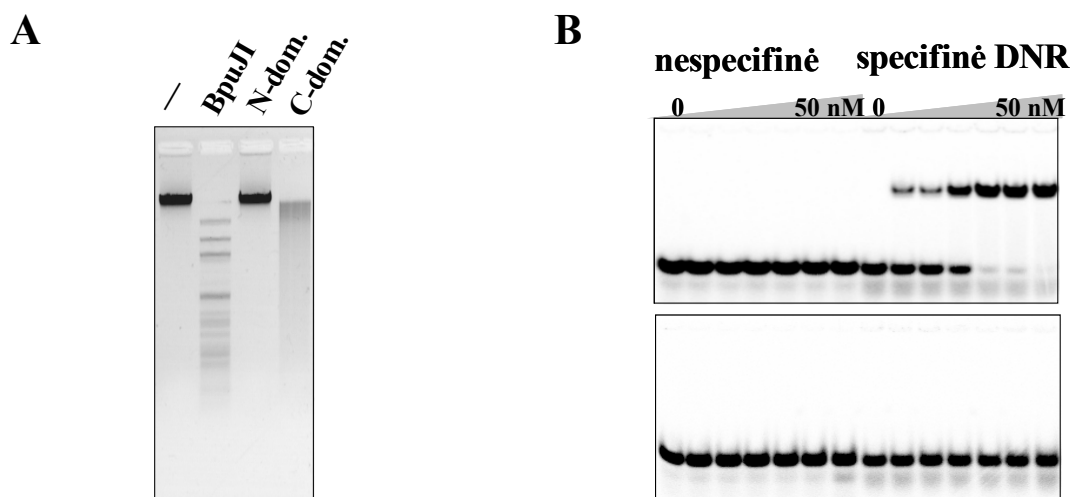 A
/
BpuJI
N-dom.
C-dom.
B
nespecifinė
specifinė DNR
0
50 nM
0
50 nM